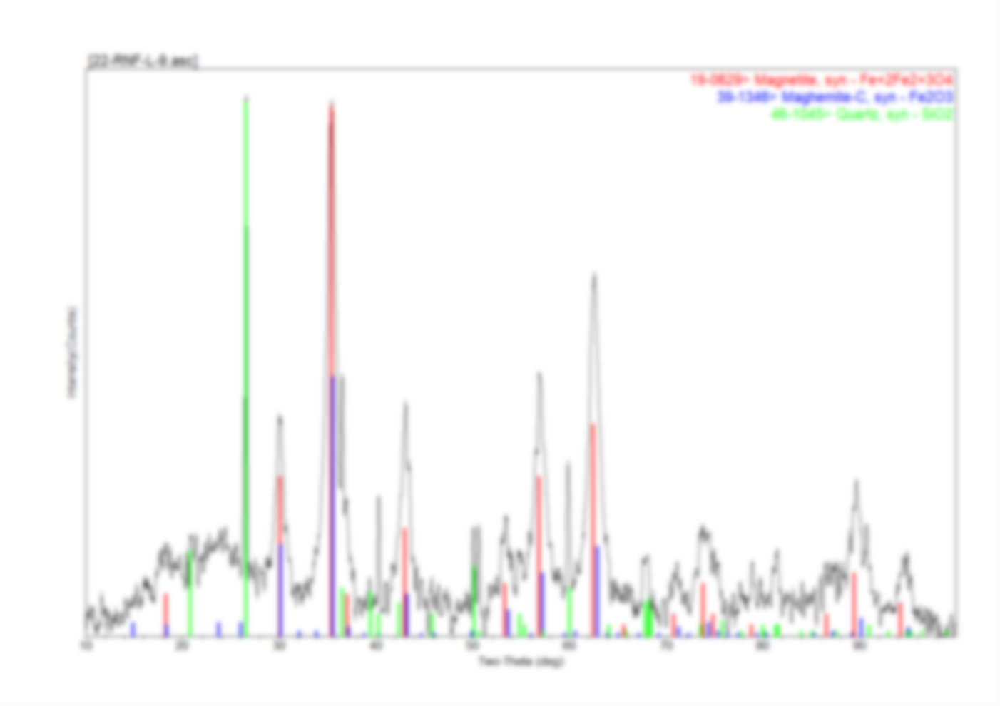 [22-RNF-L-9.asc]
19-0629> Magnetite, syn - Fe+2Fe2+3O4
39-1346> Maghemite-C, syn - Fe2O3
46-1045> Quartz, syn - SiO2
Intensity(Counts)
10 20 30 40 50 60 70 80 90
Two-Theta (deg)